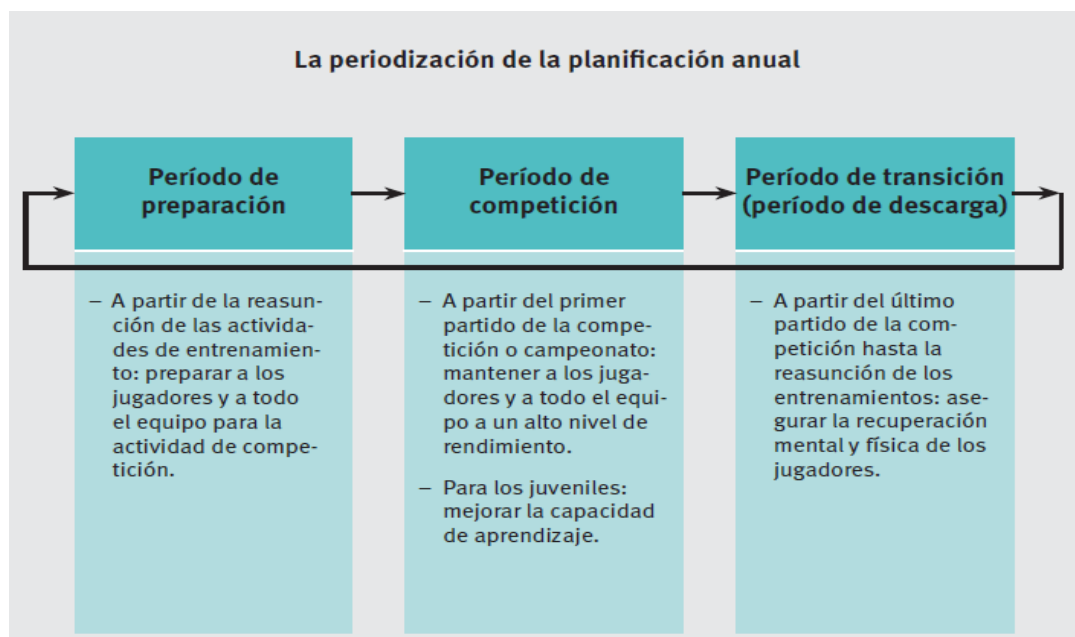 La periodización de la planificación anual
Período de
preparación
Período de
competición
Período de transición
(período de descarga)
– A partir de la reasun-
ción de las activida-
des de entrenamien-
to: preparar a los
jugadores y a todo
el equipo para la
actividad de compe-
tición.
– A partir del primer
partido de la compe-
tición o campeonato:
mantener a los juga-
dores y a todo el equi-
po a un alto nivel de
rendimiento.
– Para los juveniles:
mejorar la capacidad
de aprendizaje.
– A partir del último
partido de la com-
petición hasta la
reasunción de los
entrenamientos: ase-
gurar la recuperación
mental y física de los
jugadores.